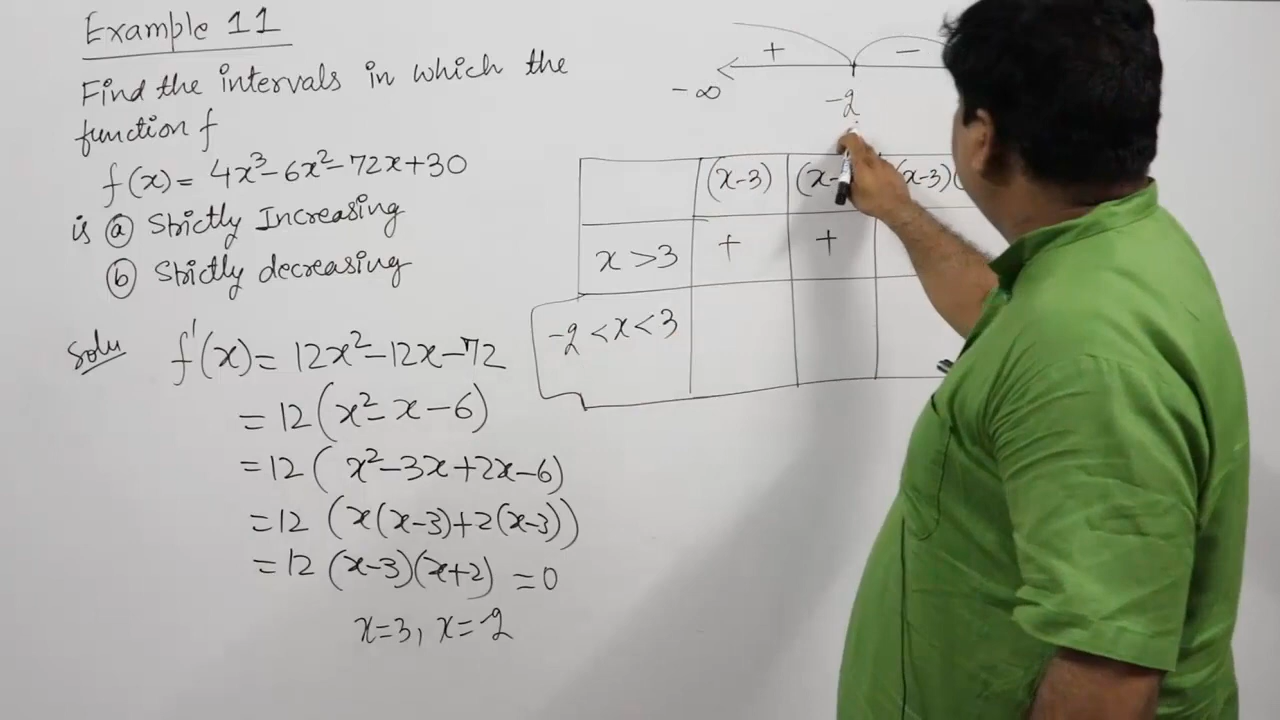 Example 11
Find the intervals in which the
function f
f(x) = 4x³-6x²-72x+30
is ⓐ Strictly Increasing
ⓑ Strictly decreasing
Solu f'(x) = 12x²-12x-72
= 12(x²-x-6)
= 12(x²-3x+2x-6)
= 12(x(x-3)+2(x-3))
= 12(x-3)(x+2) = 0
x=3, x=-2
+ -
-∞ -2
(x-3) (x- (x-3)(
x>3 + +
-2<x<3